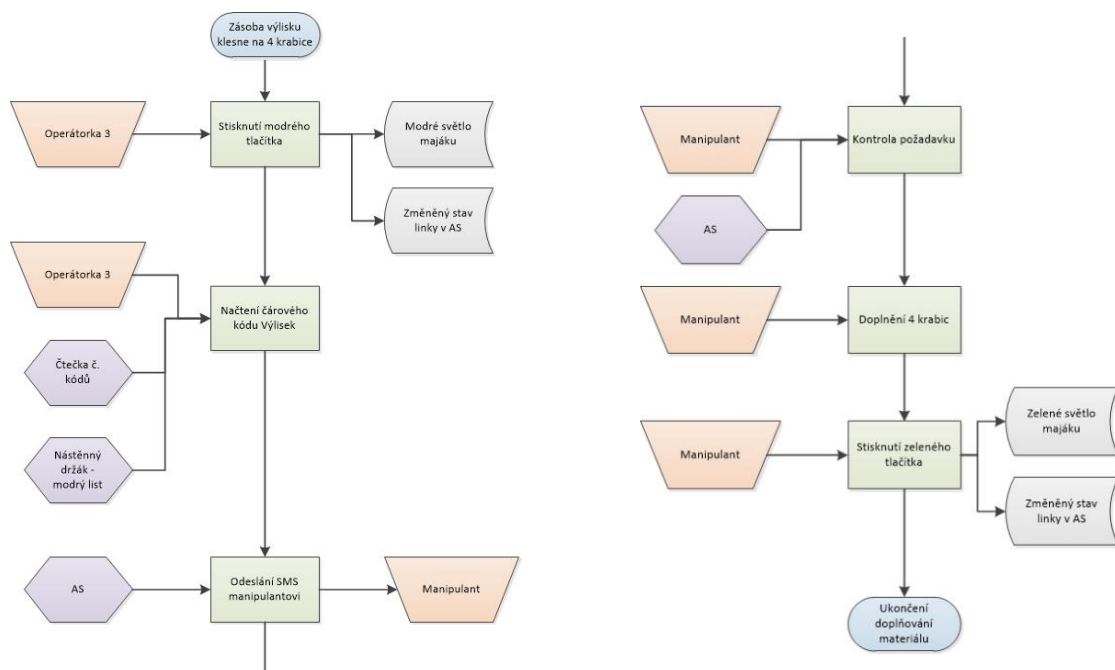 Zásoba výlisku
klesne na 4 krabice
Operátorka 3
Stisknutí modrého
tlačítka
Modré světlo
majáku
Změněný stav
linky v AS
Operátorka 3
Načtení čárového
kódu Výlisek
Čtečka č.
kódů
Nástěnný
držák -
modrý list
AS
Odeslání SMS
manipulantovi
Manipulant
Manipulant
Kontrola požadavku
AS
Manipulant
Doplnění 4 krabic
Manipulant
Stisknutí zeleného
tlačítka
Zelené světlo
majáku
Změněný stav
linky v AS
Ukončení
doplňování
materiálu